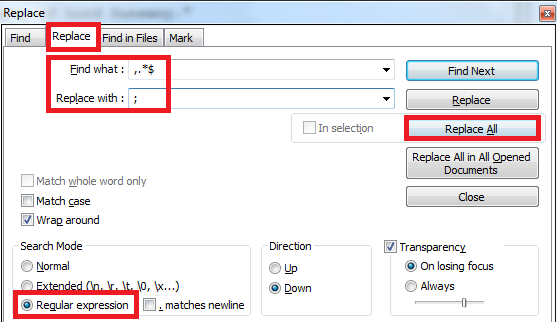 Replace
Find
Replace
Find in Files
Mark
Find what :
,.*$
Find Next
Replace with :
;
Replace
In selection
Replace All
Replace All in All Opened
Documents
Match whole word only
Close
Match case
Wrap around
Search Mode
Direction
Transparency
Normal
Up
On losing focus
Extended (\n, \r, \t, \0, \x...)
Down
Always
Regular expression
. matches newline